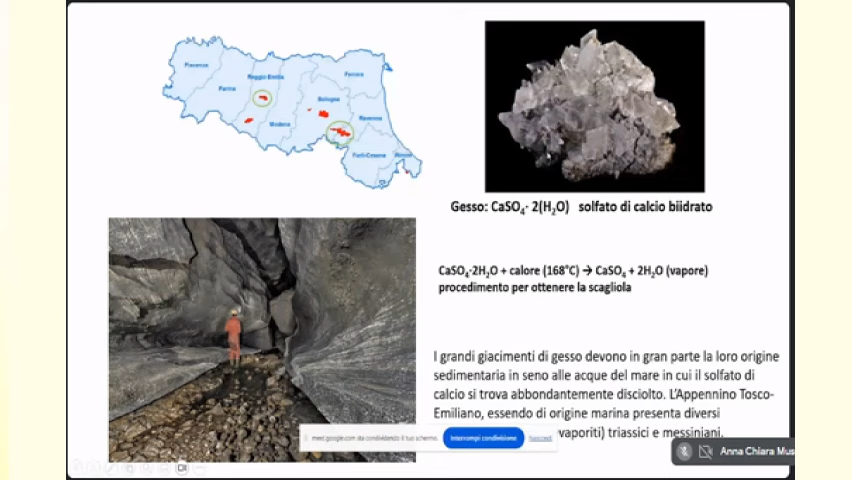 Piacenza
Parma
Reggio Emilia
Modena
Bologna
Ferrara
Ravenna
Forlì-Cesena
Rimini
Gesso: CaSO₄· 2(H₂O) solfato di calcio biidrato
CaSO₄·2H₂O + calore (168°C) → CaSO₄ + 2H₂O (vapore)
procedimento per ottenere la scagliola
I grandi giacimenti di gesso devono in gran parte la loro origine
sedimentaria in seno alle acque del mare in cui il solfato di
calcio si trova abbondantemente disciolto. L'Appennino Tosco-
Emiliano, essendo di origine marina presenta diversi
vaporiti) triassici e messiniani.
meet.google.com sta condividendo il tuo schermo.
Interrompi condivisione
Nascondi
Anna Chiara Mus